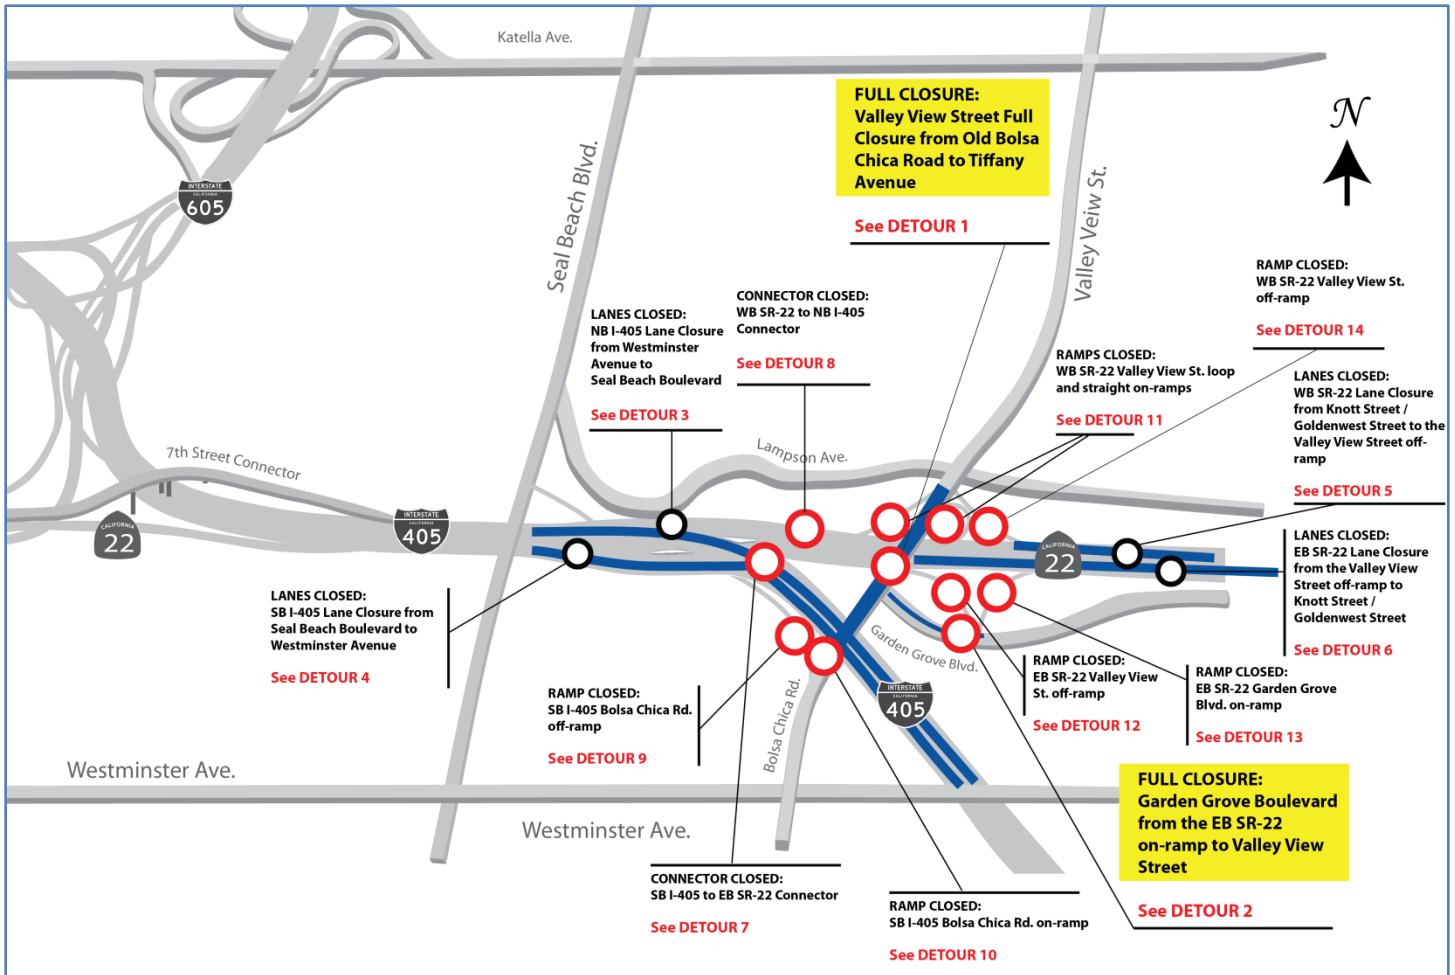 Katella Ave.
FULL CLOSURE:
Valley View Street Full
Closure from Old Bolsa
Chica Road to Tiffany
Avenue
See DETOUR 1
N
INTERSTATE
CALIFORNIA
605
Seal Beach Blvd.
Valley Veiw St.
RAMP CLOSED:
WB SR-22 Valley View St.
off-ramp
See DETOUR 14
CONNECTOR CLOSED:
WB SR-22 to NB I-405
Connector
See DETOUR 8
LANES CLOSED:
NB I-405 Lane Closure
from Westminster
Avenue to
Seal Beach Boulevard
See DETOUR 3
RAMPS CLOSED:
WB SR-22 Valley View St. loop
and straight on-ramps
See DETOUR 11
LANES CLOSED:
WB SR-22 Lane Closure
from Knott Street /
Goldenwest Street to the
Valley View Street off-
ramp
See DETOUR 5
7th Street Connector
Lampson Ave.
CALIFORNIA
22
INTERSTATE
CALIFORNIA
405
CALIFORNIA
22
LANES CLOSED:
EB SR-22 Lane Closure
from the Valley View
Street off-ramp to
Knott Street /
Goldenwest Street
See DETOUR 6
LANES CLOSED:
SB I-405 Lane Closure from
Seal Beach Boulevard to
Westminster Avenue
See DETOUR 4
Garden Grove Blvd.
RAMP CLOSED:
EB SR-22 Valley View
St. off-ramp
See DETOUR 12
RAMP CLOSED:
EB SR-22 Garden Grove
Blvd. on-ramp
See DETOUR 13
RAMP CLOSED:
SB I-405 Bolsa Chica Rd.
off-ramp
See DETOUR 9
Bolsa Chica Rd.
INTERSTATE
CALIFORNIA
405
Westminster Ave.
Westminster Ave.
FULL CLOSURE:
Garden Grove Boulevard
from the EB SR-22
on-ramp to Valley View
Street
See DETOUR 2
CONNECTOR CLOSED:
SB I-405 to EB SR-22 Connector
See DETOUR 7
RAMP CLOSED:
SB I-405 Bolsa Chica Rd. on-ramp
See DETOUR 10